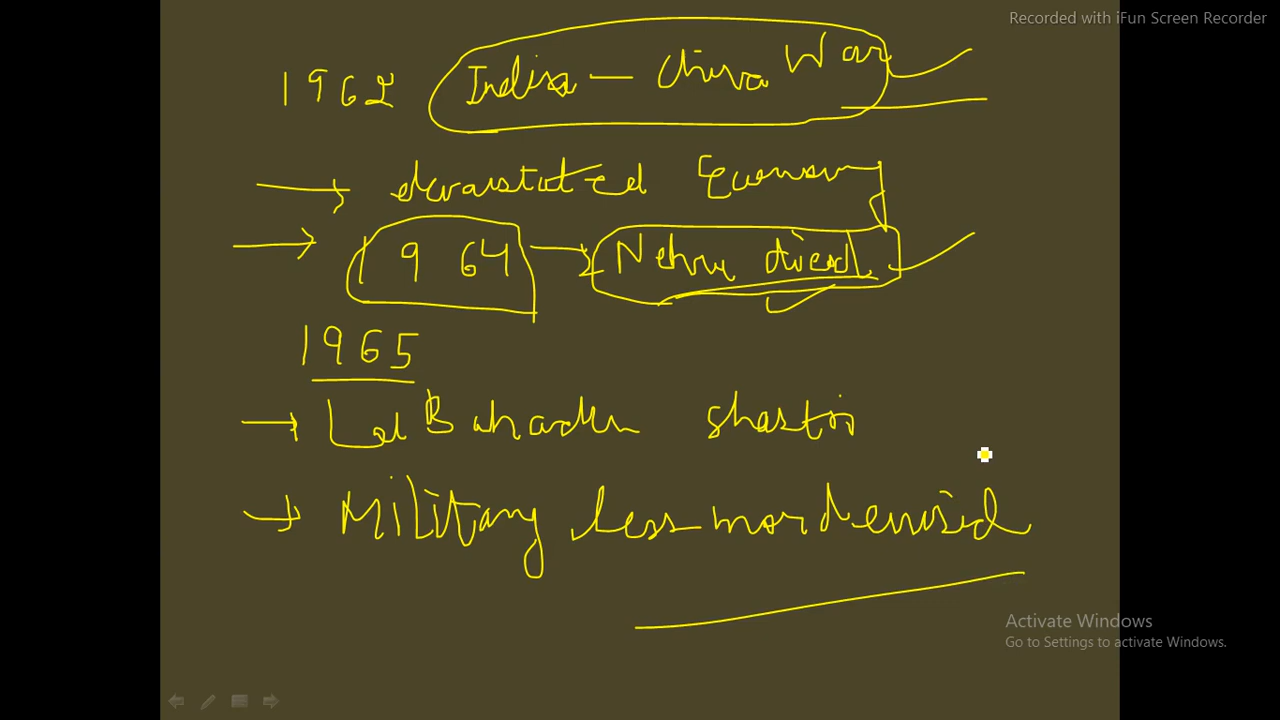 Recorded with iFun Screen Recorder
1962 India - China War
→ devastated Economy
→ 1964 → Nehru died
1965
→ Lal Bahadur Shastri
→ Military less mordernised
Activate Windows
Go to Settings to activate Windows.